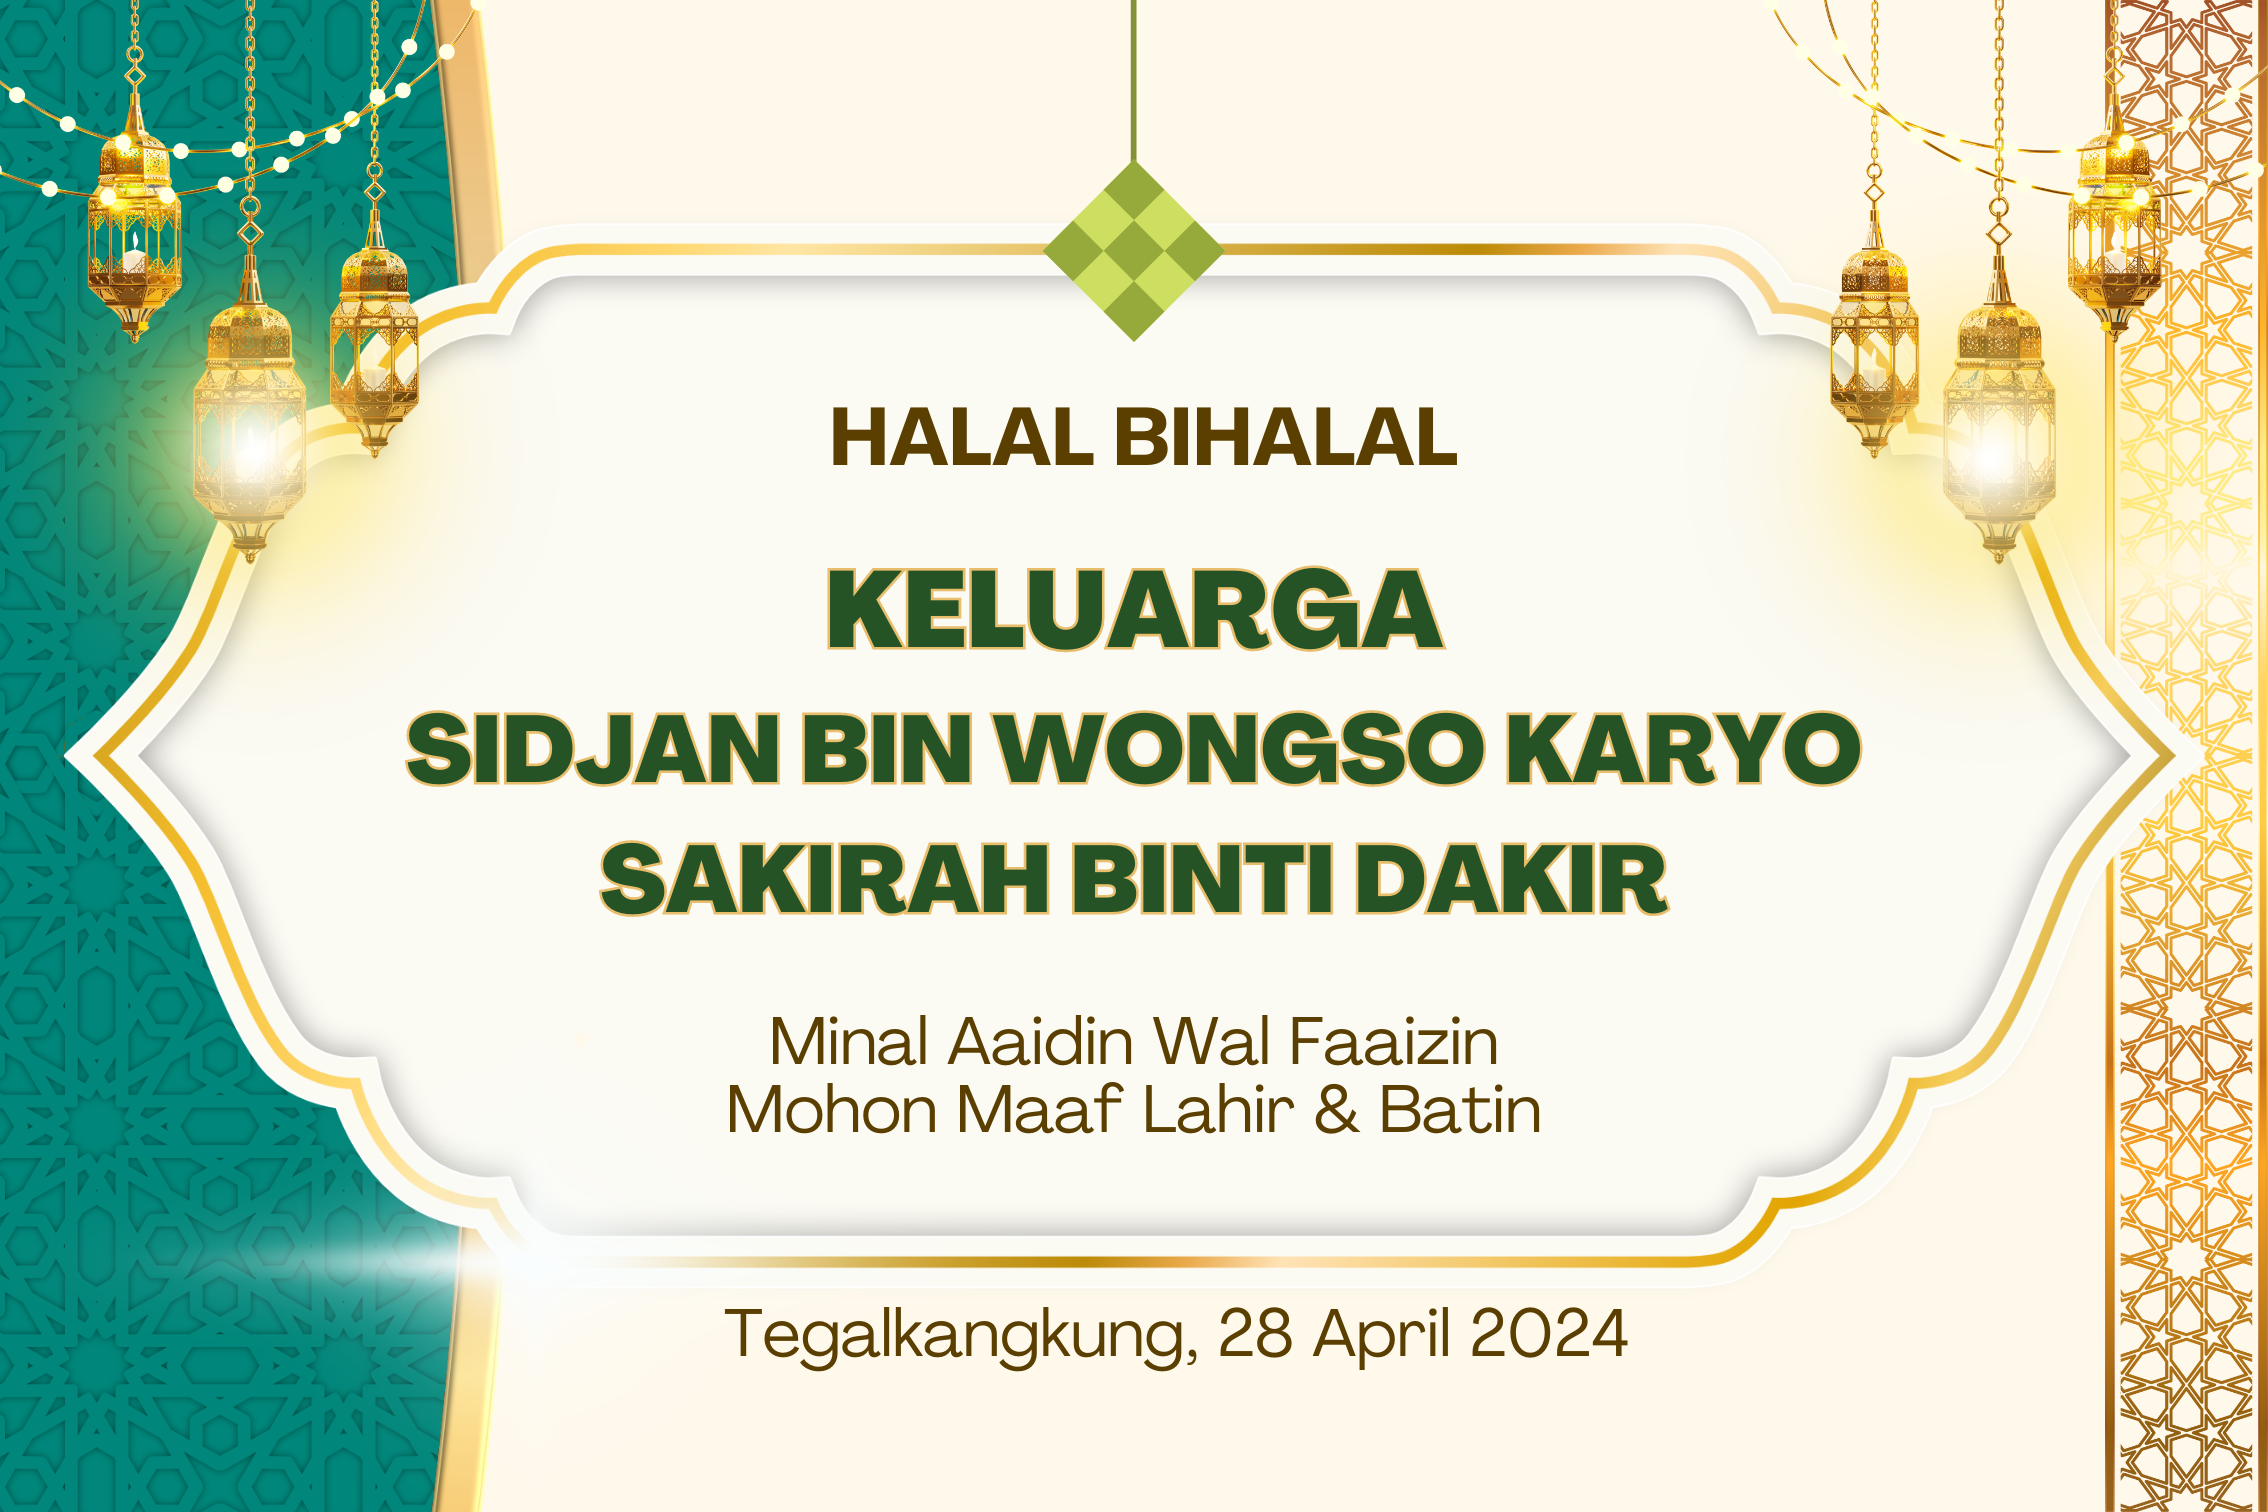 HALAL BIHALAL
KELUARGA
SIDJAN BIN WONGSO KARYO
SAKIRAH BINTI DAKIR
Minal Aaidin Wal Faaizin
Mohon Maaf Lahir & Batin
Tegalkangkung, 28 April 2024